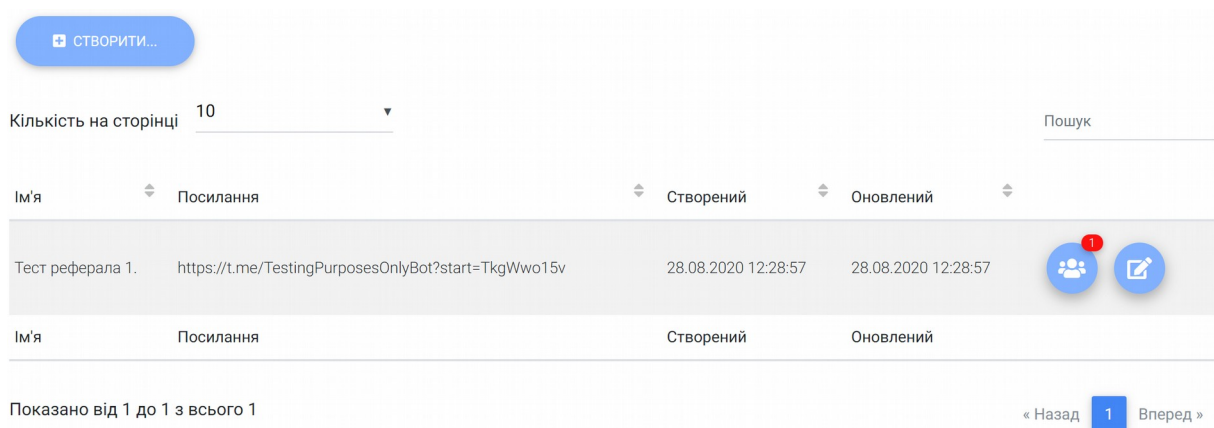 СТВОРИТИ...
Кількість на сторінці 10
Пошук
Ім'я Посилання Створений Оновлений
1
Тест реферала 1. https://t.me/TestingPurposesOnlyBot?start=TkgWwo15v 28.08.2020 12:28:57 28.08.2020 12:28:57
Ім'я Посилання Створений Оновлений
Показано від 1 до 1 з всього 1
« Назад 1 Вперед »